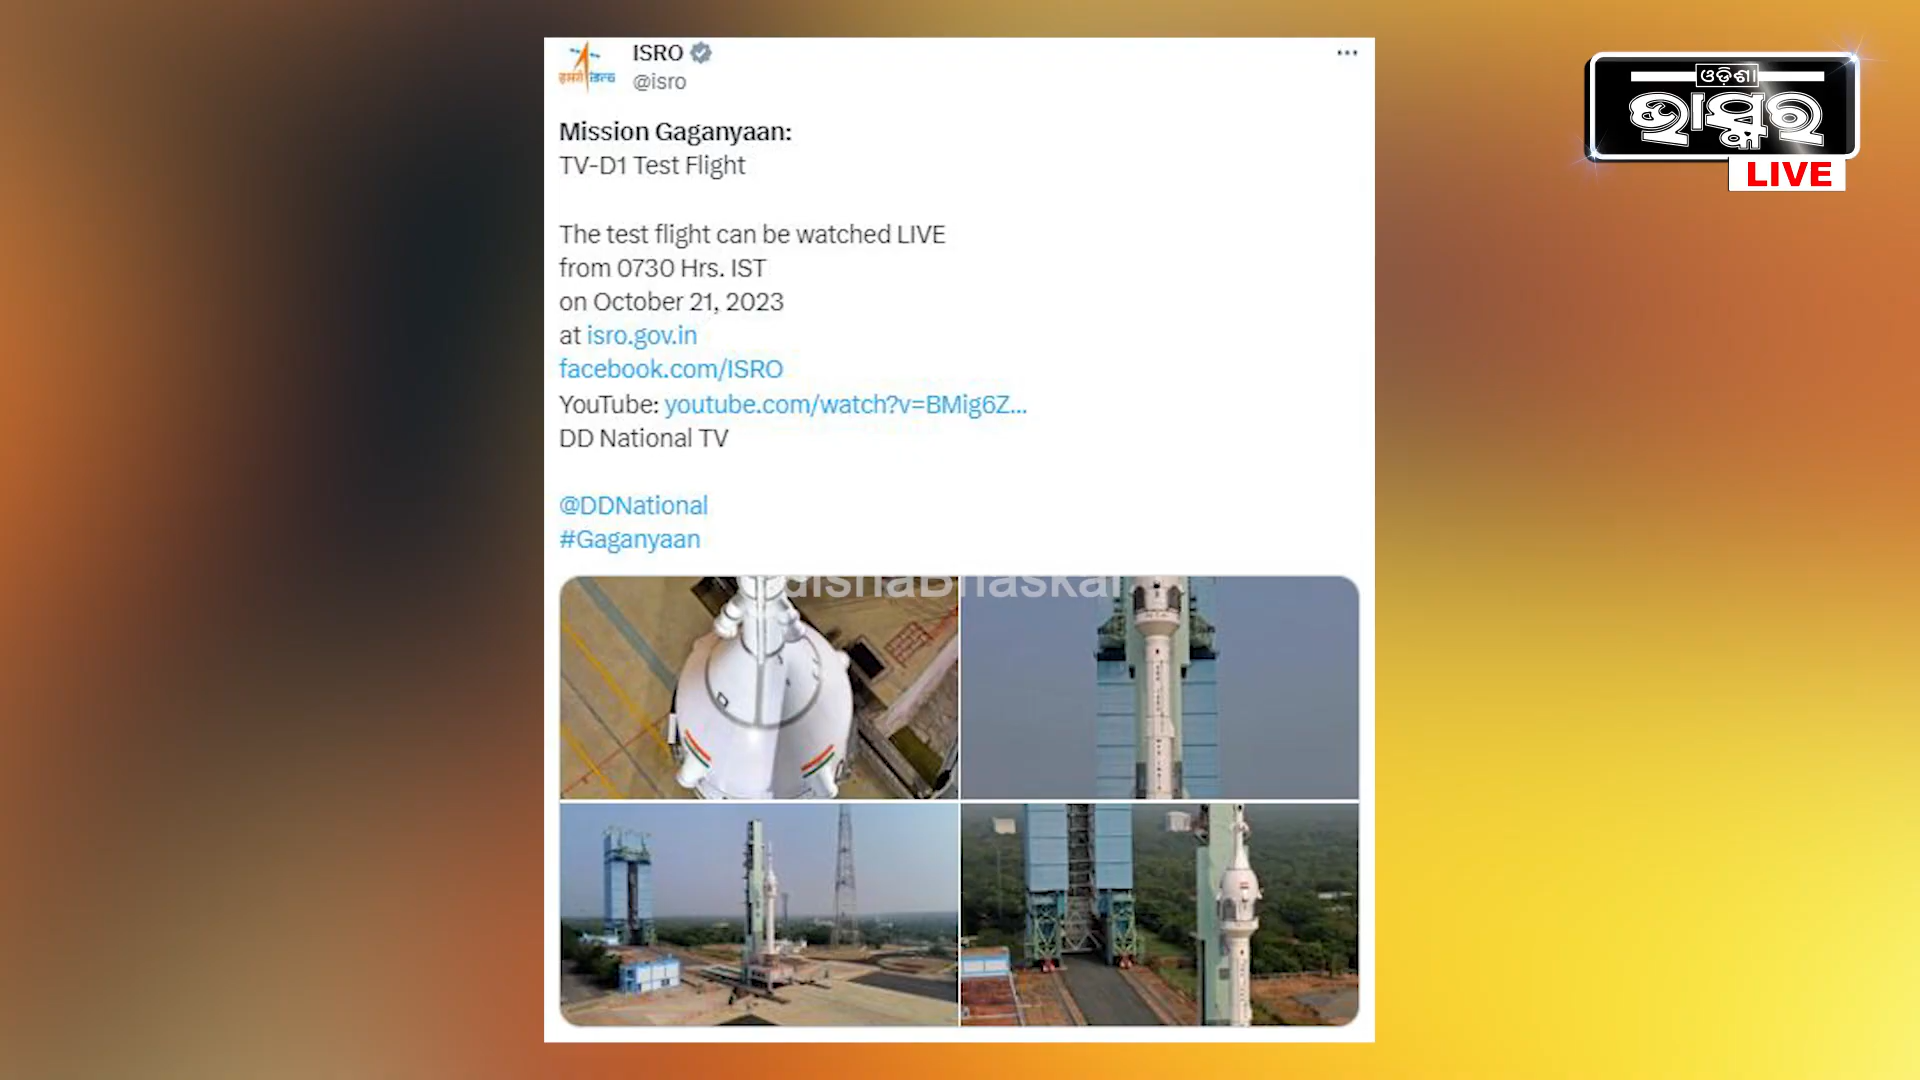 ISRO
@isro
Mission Gaganyaan:
TV-D1 Test Flight
The test flight can be watched LIVE
from 0730 Hrs. IST
on October 21, 2023
at isro.gov.in
facebook.com/ISRO
YouTube: youtube.com/watch?v=BMig6Z...
DD National TV
@DDNational
#Gaganyaan
OdishaBhaskar
ଓଡ଼ିଶା
ଭାସ୍କର
LIVE